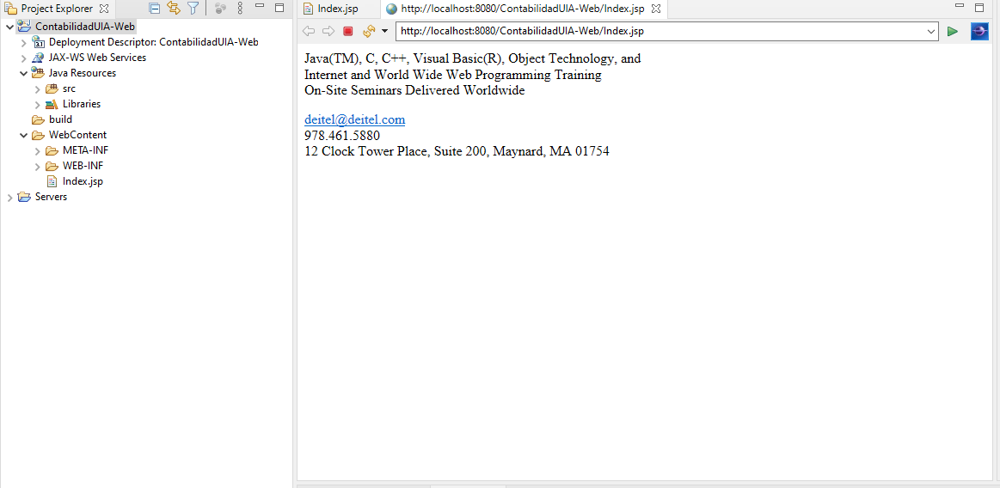 Project Explorer
ContabilidadUIA-Web
3.1 Deployment Descriptor: ContabilidadUIA-Web
JAX-WS Web Services
Java Resources
src
Libraries
build
WebContent
META-INF
WEB-INF
Index.jsp
Servers
Index.jsp
http://localhost:8080/ContabilidadUIA-Web/Index.jsp
http://localhost:8080/ContabilidadUIA-Web/Index.jsp
Java(TM), C, C++, Visual Basic(R), Object Technology, and
Internet and World Wide Web Programming Training
On-Site Seminars Delivered Worldwide
deitel@deitel.com
978.461.5880
12 Clock Tower Place, Suite 200, Maynard, MA 01754